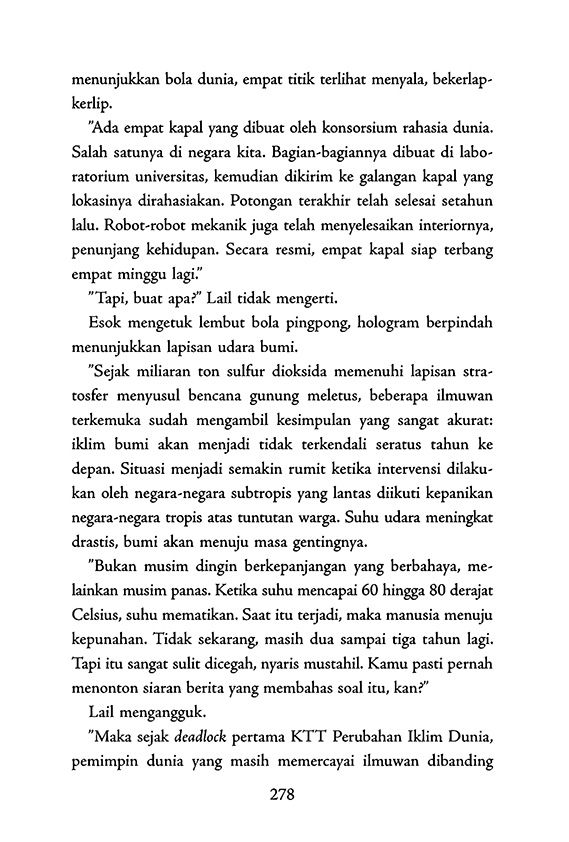 menunjukkan bola dunia, empat titik terlihat menyala, bekerlap-
kerlip.
”Ada empat kapal yang dibuat oleh konsorsium rahasia dunia.
Salah satunya di negara kita. Bagian-bagiannya dibuat di labo-
ratorium universitas, kemudian dikirim ke galangan kapal yang
lokasinya dirahasiakan. Potongan terakhir telah selesai setahun
lalu. Robot-robot mekanik juga telah menyelesaikan interiornya,
penunjang kehidupan. Secara resmi, empat kapal siap terbang
empat minggu lagi.”
”Tapi, buat apa?” Lail tidak mengerti.
Esok mengetuk lembut bola pingpong, hologram berpindah
menunjukkan lapisan udara bumi.
”Sejak miliaran ton sulfur dioksida memenuhi lapisan stra-
tosfer menyusul bencana gunung meletus, beberapa ilmuwan
terkemuka sudah mengambil kesimpulan yang sangat akurat:
iklim bumi akan menjadi tidak terkendali seratus tahun ke
depan. Situasi menjadi semakin rumit ketika intervensi dilaku-
kan oleh negara-negara subtropis yang lantas diikuti kepanikan
negara-negara tropis atas tuntutan warga. Suhu udara meningkat
drastis, bumi akan menuju masa gentingnya.
”Bukan musim dingin berkepanjangan yang berbahaya, me-
lainkan musim panas. Ketika suhu mencapai 60 hingga 80 derajat
Celsius, suhu mematikan. Saat itu terjadi, maka manusia menuju
kepunahan. Tidak sekarang, masih dua sampai tiga tahun lagi.
Tapi itu sangat sulit dicegah, nyaris mustahil. Kamu pasti pernah
menonton siaran berita yang membahas soal itu, kan?”
Lail mengangguk.
”Maka sejak deadlock pertama KTT Perubahan Iklim Dunia,
pemimpin dunia yang masih memercayai ilmuwan dibanding
278